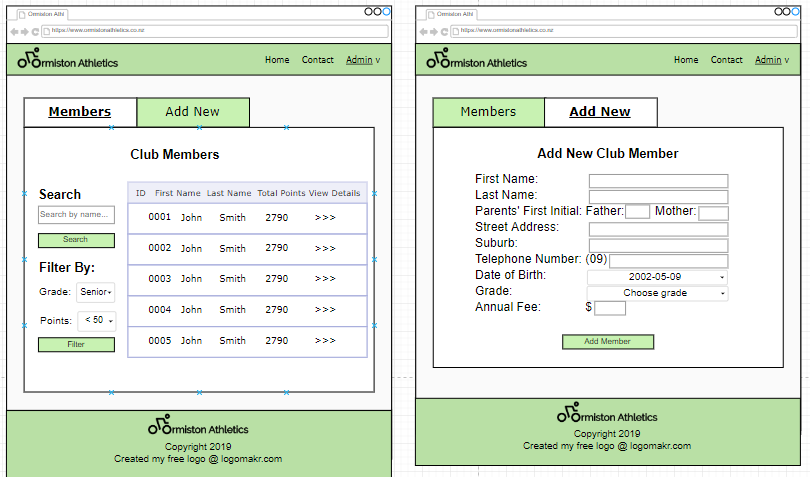 Ormiston Athl
https://www.ormistonathletics.co.nz
Ormiston Athletics
Home Contact Admin v
Members Add New
Club Members
Search
Search by name...
Search
Filter By:
Grade: Senior
Points: < 50
Filter
ID First Name Last Name Total Points View Details
0001 John Smith 2790 >>>
0002 John Smith 2790 >>>
0003 John Smith 2790 >>>
0004 John Smith 2790 >>>
0005 John Smith 2790 >>>
Ormiston Athletics
Copyright 2019
Created my free logo @ logomakr.com
Ormiston Athl
https://www.ormistonathletics.co.nz
Ormiston Athletics
Home Contact Admin v
Members Add New
Add New Club Member
First Name:
Last Name:
Parents' First Initial: Father: Mother:
Street Address:
Suburb:
Telephone Number: (09)
Date of Birth: 2002-05-09
Grade: Choose grade
Annual Fee: $
Add Member
Ormiston Athletics
Copyright 2019
Created my free logo @ logomakr.com